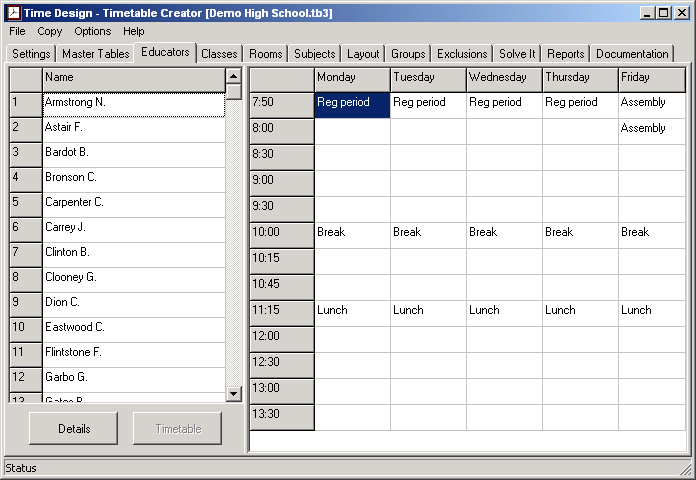 Time Design - Timetable Creator [Demo High School.tb3]
File Copy Options Help
Settings Master Tables Educators Classes Rooms Subjects Layout Groups Exclusions Solve It Reports Documentation
Name
1 Armstrong N.
2 Astair F.
3 Bardot B.
4 Bronson C.
5 Carpenter C.
6 Carrey J.
7 Clinton B.
8 Clooney G.
9 Dion C.
10 Eastwood C.
11 Flintstone F.
12 Garbo G.
Details Timetable
Monday Tuesday Wednesday Thursday Friday
7:50 Reg period Reg period Reg period Reg period Assembly
8:00 Assembly
8:30
9:00
9:30
10:00 Break Break Break Break Break
10:15
10:45
11:15 Lunch Lunch Lunch Lunch Lunch
12:00
12:30
13:00
13:30
Status